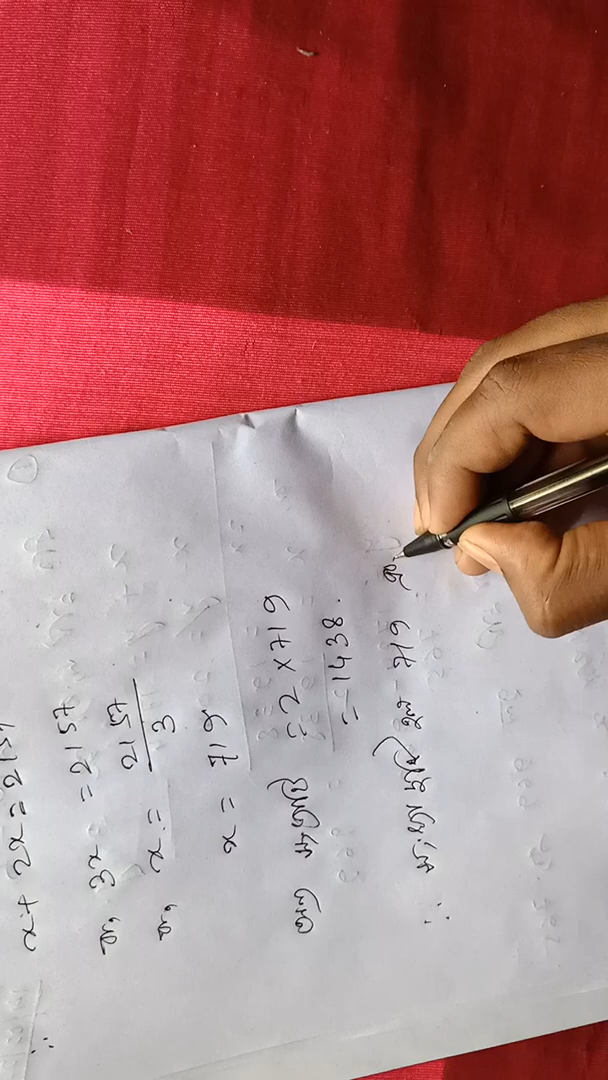 ∴ x + 2x = 2157
বা, 3x = 2157
বা, x = 2157/3
x = 719
অন্য সংখ্যাটি = 2 x 719
= 1438.
∴ সংখ্যা দুটি হল - 719 ও